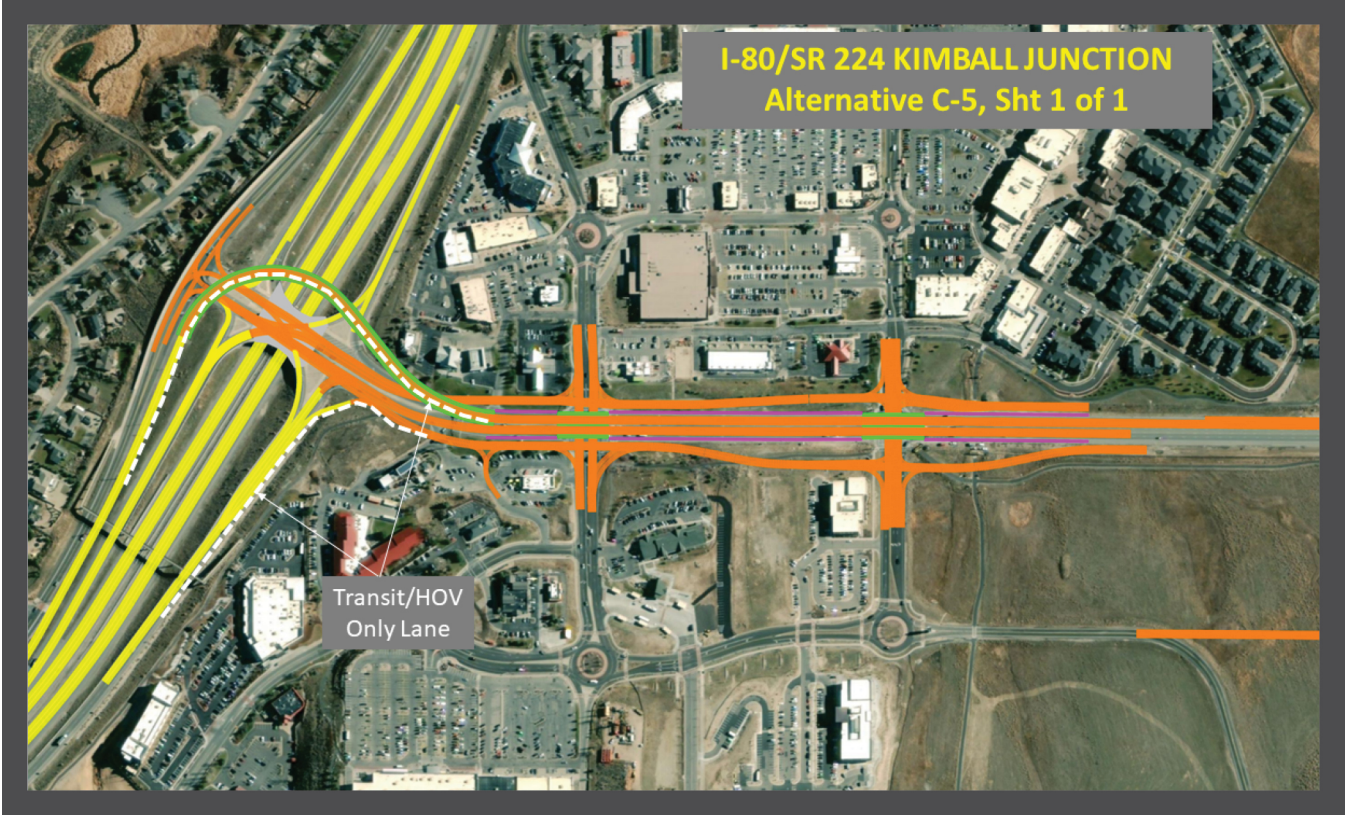 I-80/SR 224 KIMBALL JUNCTION
Alternative C-5, Sht 1 of 1
Transit/HOV
Only Lane